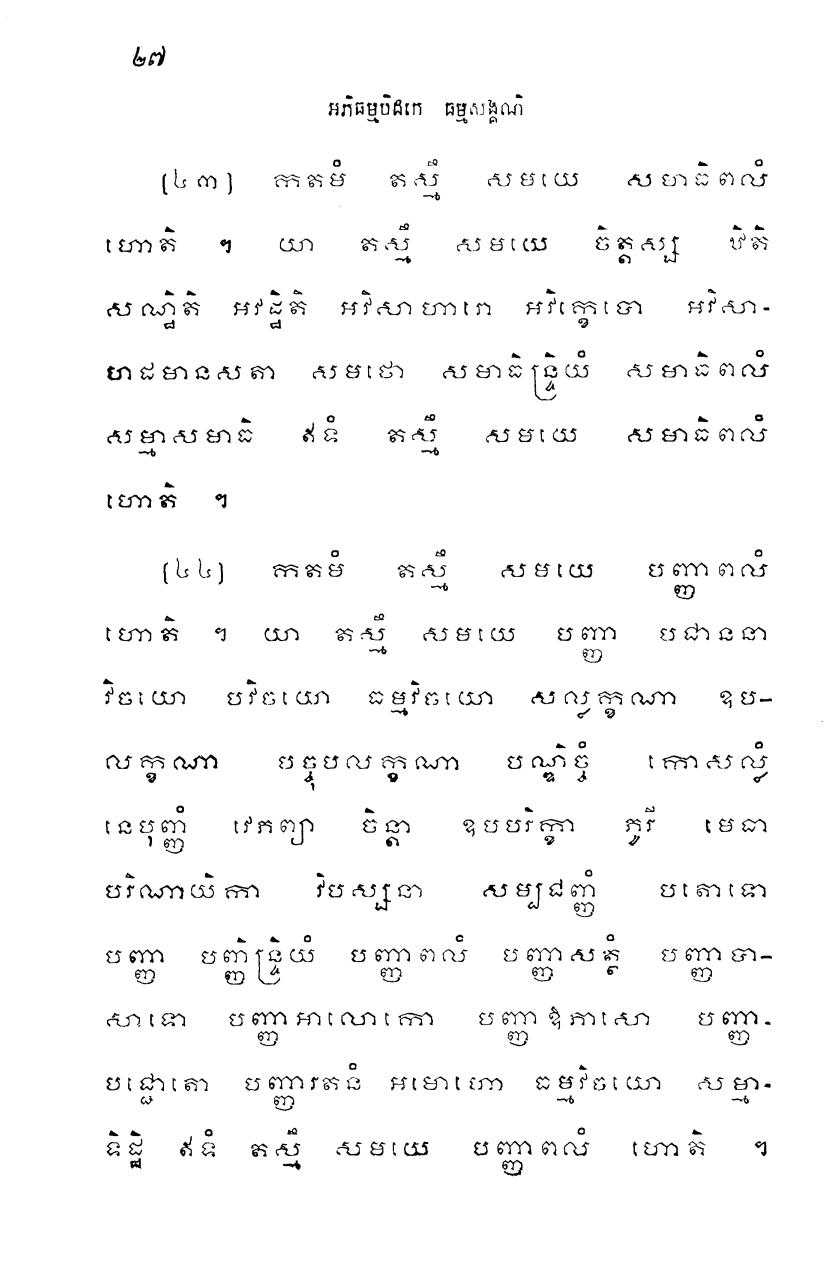 ២៧
អភិធម្មបិដកេ ធម្មសង្គណិ
(៤៣) កតមំ តស្មឹ សមយេ សមាធិពលំ
ហោតិ ។ យា តស្មឹ សមយេ ចិត្តស្ស ឋិតិ
សណ្ឋិតិ អវដ្ឋិតិ អវិសាហារោ អវិក្ខេបោ អវិសា-
ហដមានសតា សមថោ សមាធិន្ទ្រិយំ សមាធិពលំ
សម្មាសមាធិ ឥទំ តស្មឹ សមយេ សមាធិពលំ
ហោតិ ។
(៤៤) កតមំ តស្មឹ សមយេ បញ្ញាពលំ
ហោតិ ។ យា តស្មឹ សមយេ បញ្ញា បជាននា
វិចយោ បវិចយោ ធម្មវិចយោ សល្លក្ខណា ឧប-
លក្ខណា បច្ចុបលក្ខណា បណ្ឌិច្ចំ កោសល្លំ
នេបុញ្ញំ វេភព្យា ចិន្តា ឧបបរិក្ខា ភូរី មេធា
បរិណាយិកា វិបស្សនា សម្បជញ្ញំ បតោទោ
បញ្ញា បញ្ញិន្ទ្រិយំ បញ្ញាពលំ បញ្ញាសត្ថំ បញ្ញាបា-
សាទោ បញ្ញាអាលោកោ បញ្ញាឱភាសោ បញ្ញា-
បជ្ជោតោ បញ្ញារតនំ អមោហោ ធម្មវិចយោ សម្មា-
ទិដ្ឋិ ឥទំ តស្មឹ សមយេ បញ្ញាពលំ ហោតិ ។